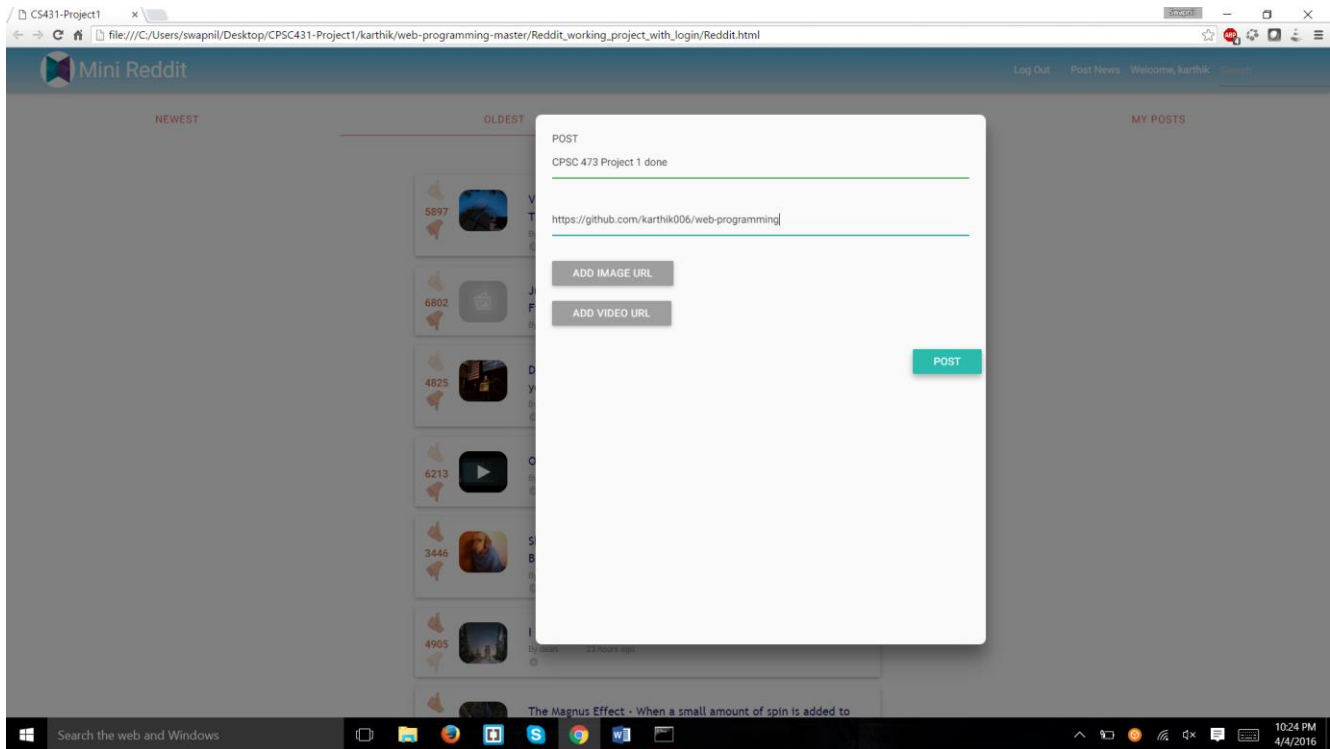 CS431-Project1
Swapnil
file:///C:/Users/swapnil/Desktop/CPSC431-Project1/karthik/web-programming-master/Reddit_working_project_with_login/Reddit.html
ABP
Mini Reddit
Log Out Post News Welcome, karthik Search
NEWEST OLDEST MY POSTS
POST
CPSC 473 Project 1 done
https://github.com/karthik006/web-programming
ADD IMAGE URL
ADD VIDEO URL
POST
5897
6802
4825
6213
3446
4905
By dean 23 hours ago
The Magnus Effect - When a small amount of spin is added to
Search the web and Windows
10:24 PM
4/4/2016